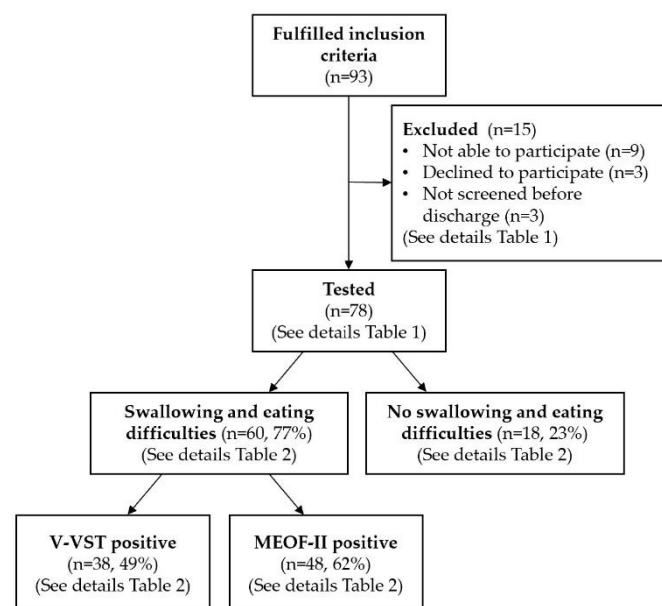 Fulfilled inclusion
criteria
(n=93)
Excluded (n=15)
• Not able to participate (n=9)
• Declined to participate (n=3)
• Not screened before
discharge (n=3)
(See details Table 1)
Tested
(n=78)
(See details Table 1)
Swallowing and eating
difficulties (n=60, 77%)
(See details Table 2)
No swallowing and eating
difficulties (n=18, 23%)
(See details Table 2)
V-VST positive
(n=38, 49%)
(See details Table 2)
MEOF-II positive
(n=48, 62%)
(See details Table 2)